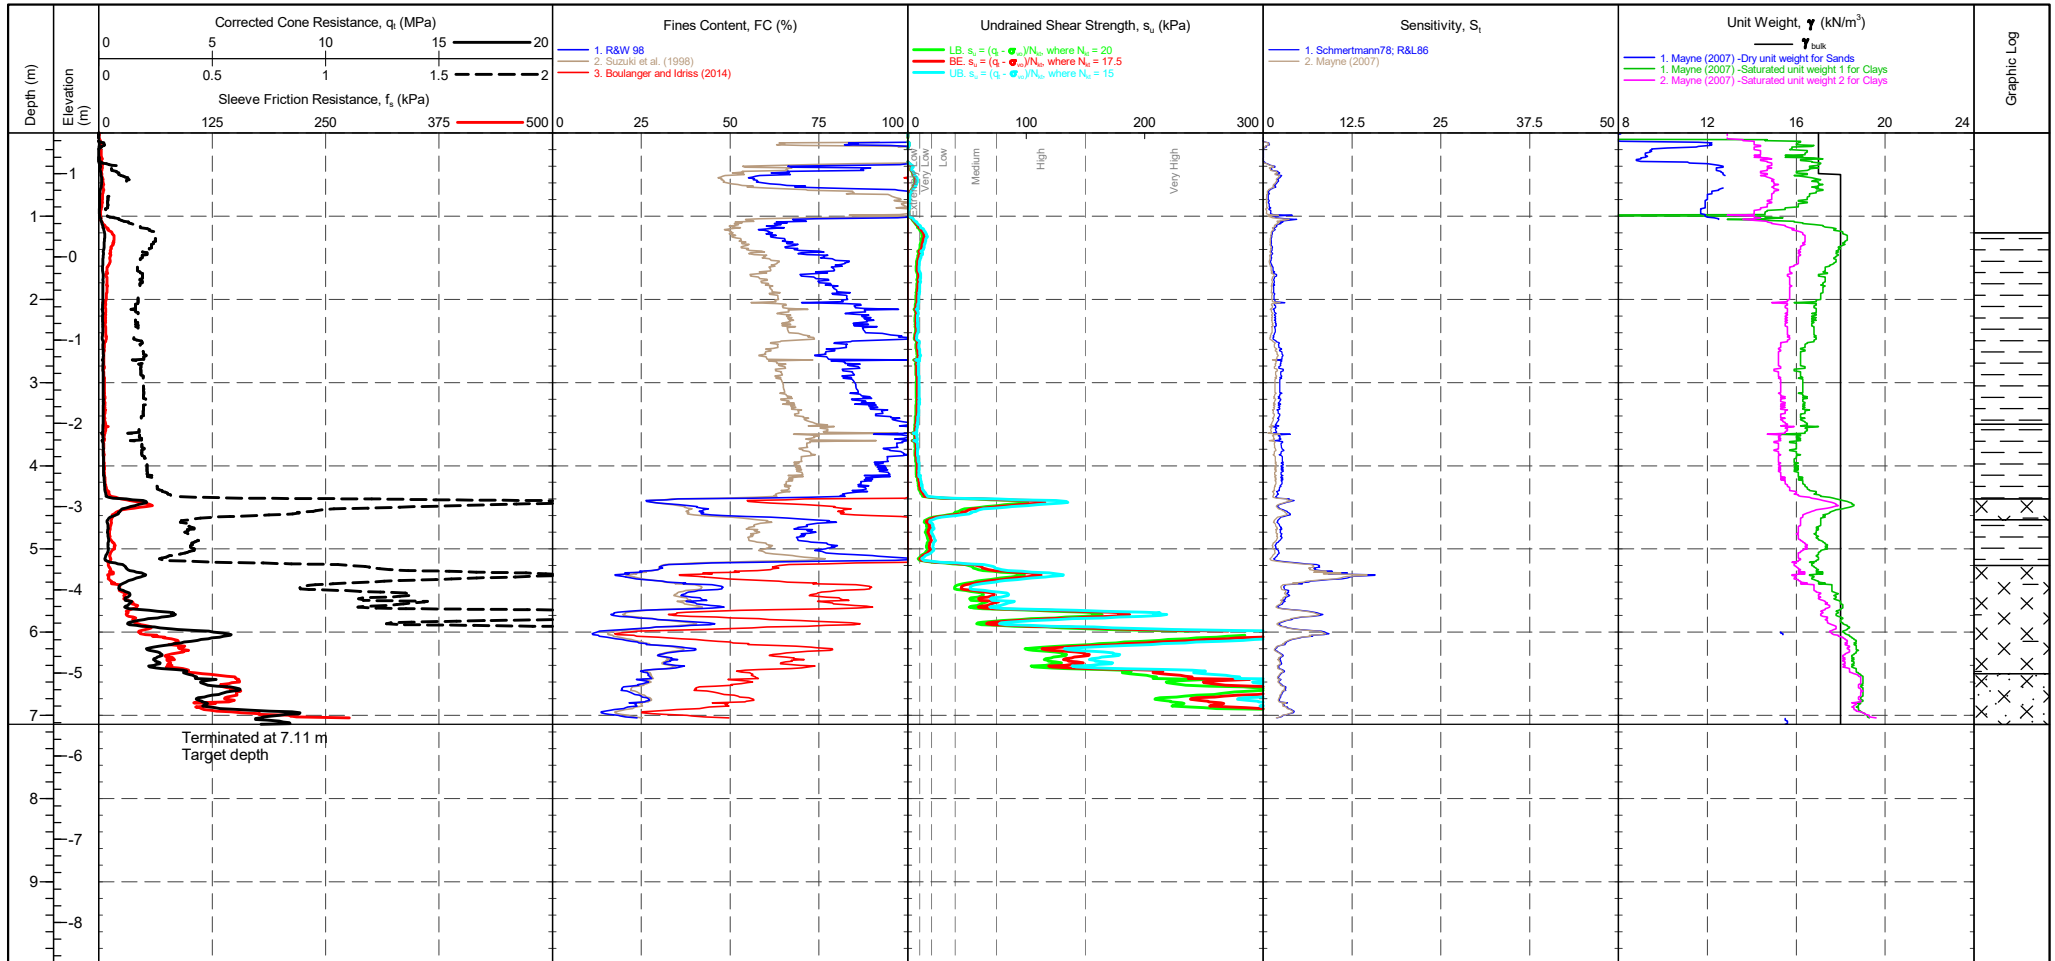 Corrected Cone Resistance, qt (MPa)
0 5 10 15 20
0 0.5 1 1.5 2
Sleeve Friction Resistance, fs (kPa)
0 125 250 375 500
Depth (m)
Elevation (m)
Fines Content, FC (%)
1. R&W 98
2. Suzuki et al. (1998)
3. Boulanger and Idriss (2014)
0 25 50 75 100
Undrained Shear Strength, su (kPa)
LB. su = (qt - σvo)/Nkt, where Nkt = 20
BE. su = (qt - σvo)/Nkt, where Nkt = 17.5
UB. su = (qt - σvo)/Nkt, where Nkt = 15
0 100 200 300
Very Low
Low
Medium
High
Very High
Sensitivity, St
1. Schmertmann78; R&L86
2. Mayne (2007)
0 12.5 25 37.5 50
Unit Weight, γ (kN/m³)
γbulk
1. Mayne (2007) -Dry unit weight for Sands
1. Mayne (2007) -Saturated unit weight 1 for Clays
2. Mayne (2007) -Saturated unit weight 2 for Clays
8 12 16 20 24
Graphic Log
1
1
0
2
-1
3
-2
4
-3
5
-4
6
-5
7
-6
8
-7
9
-8
Terminated at 7.11 m
Target depth